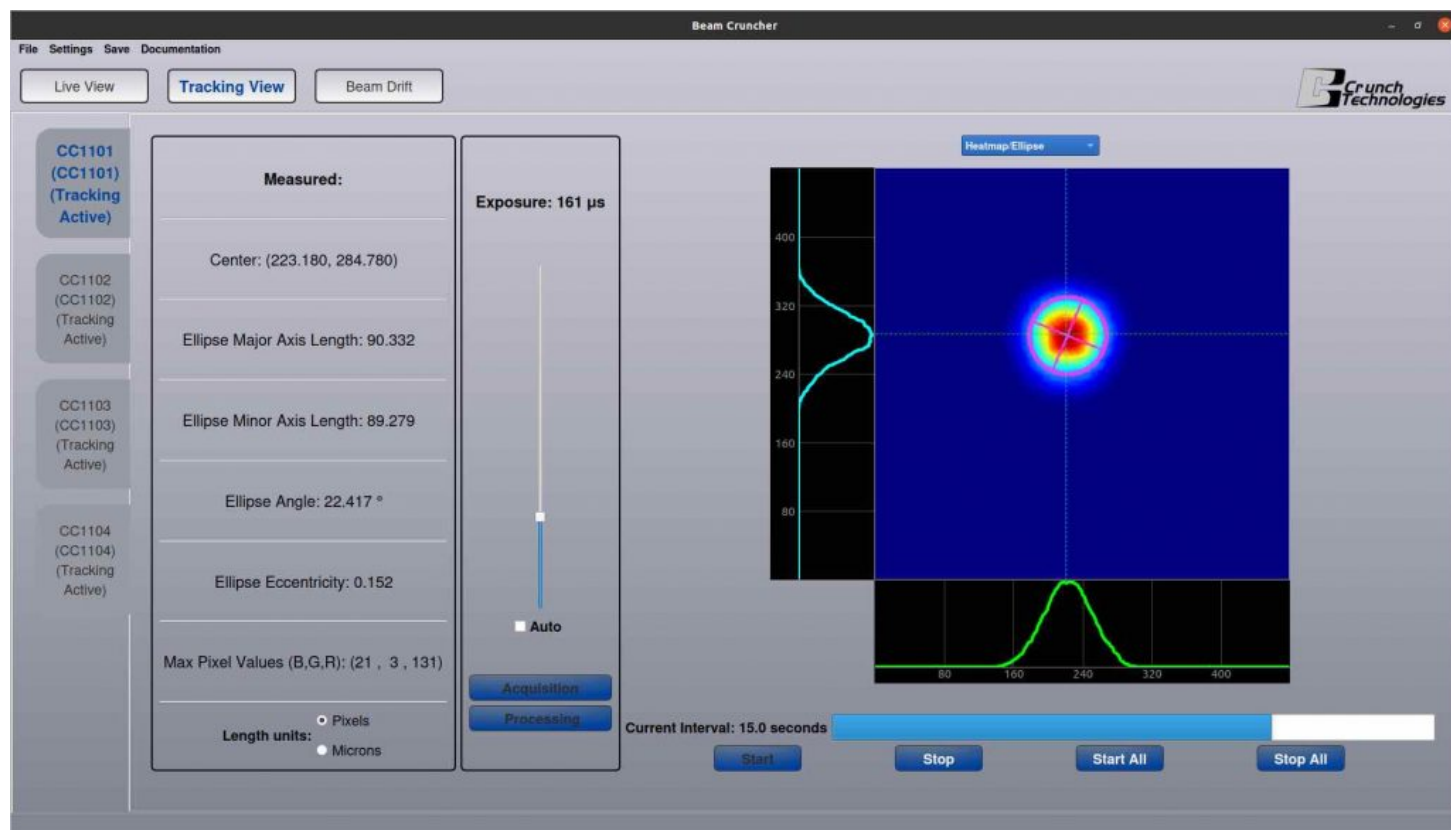 Beam Cruncher
File Settings Save Documentation
Live View
Tracking View
Beam Drift
Crunch
Technologies
CC1101
(CC1101)
(Tracking
Active)
CC1102
(CC1102)
(Tracking
Active)
CC1103
(CC1103)
(Tracking
Active)
CC1104
(CC1104)
(Tracking
Active)
Measured:
Center: (223.180, 284.780)
Ellipse Major Axis Length: 90.332
Ellipse Minor Axis Length: 89.279
Ellipse Angle: 22.417 °
Ellipse Eccentricity: 0.152
Max Pixel Values (B,G,R): (21 , 3 , 131)
Length units:
Pixels
Microns
Exposure: 161 µs
Auto
Acquisition
Processing
Heatmap/Ellipse
400
320
240
160
80
80 160 240 320 400
Current Interval: 15.0 seconds
Start
Stop
Start All
Stop All